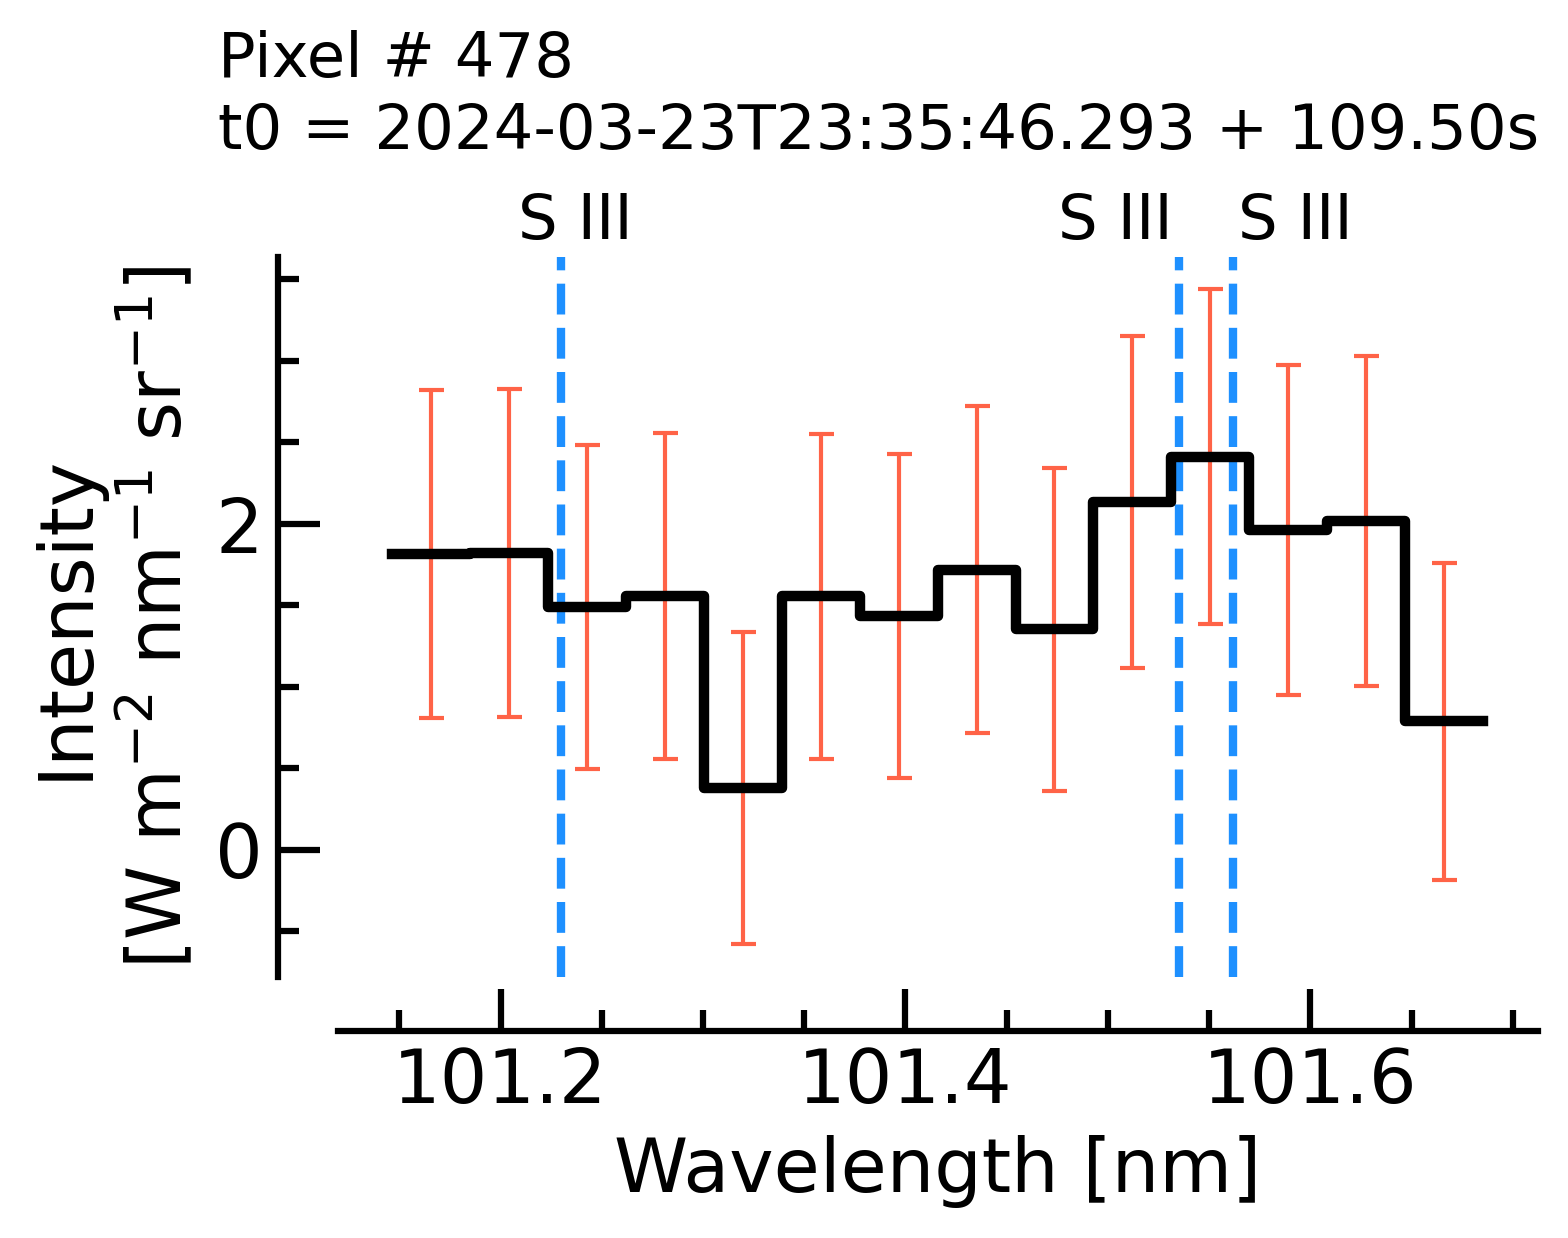 Pixel # 478
t0 = 2024-03-23T23:35:46.293 + 109.50s
S III S III S III
Intensity
[W m⁻² nm⁻¹ sr⁻¹]
2
0
101.2 101.4 101.6
Wavelength [nm]